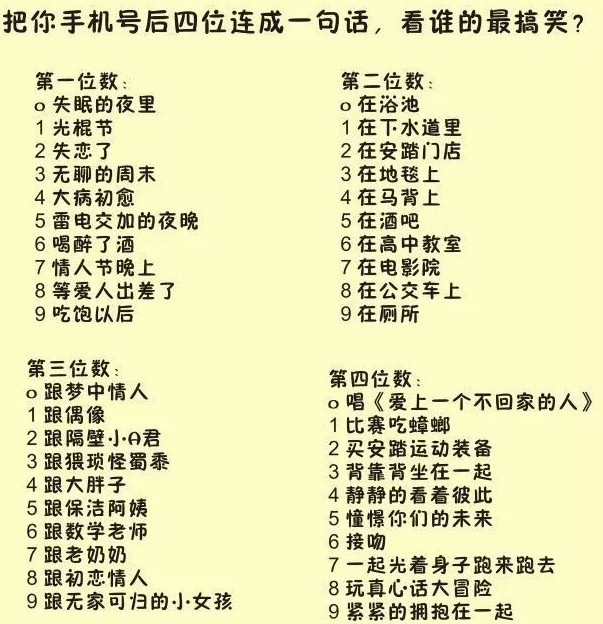 把你手机号后四位连成一句话，看谁的最搞笑？
第一位数：
0 失眠的夜里
1 光棍节
2 失恋了
3 无聊的周末
4 大病初愈
5 雷电交加的夜晚
6 喝醉了酒
7 情人节晚上
8 等爱人出差了
9 吃饱以后
第二位数：
0 在浴池
1 在下水道里
2 在安踏门店
3 在地毯上
4 在马背上
5 在酒吧
6 在高中教室
7 在电影院
8 在公交车上
9 在厕所
第三位数：
0 跟梦中情人
1 跟偶像
2 跟隔壁小A君
3 跟猥琐怪蜀黍
4 跟大胖子
5 跟保洁阿姨
6 跟数学老师
7 跟老奶奶
8 跟初恋情人
9 跟无家可归的小女孩
第四位数：
0 唱《爱上一个不回家的人》
1 比赛吃蟑螂
2 买安踏运动装备
3 背靠背坐在一起
4 静静的看着彼此
5 憧憬你们的未来
6 接吻
7 一起光着身子跑来跑去
8 玩真心话大冒险
9 紧紧的拥抱在一起